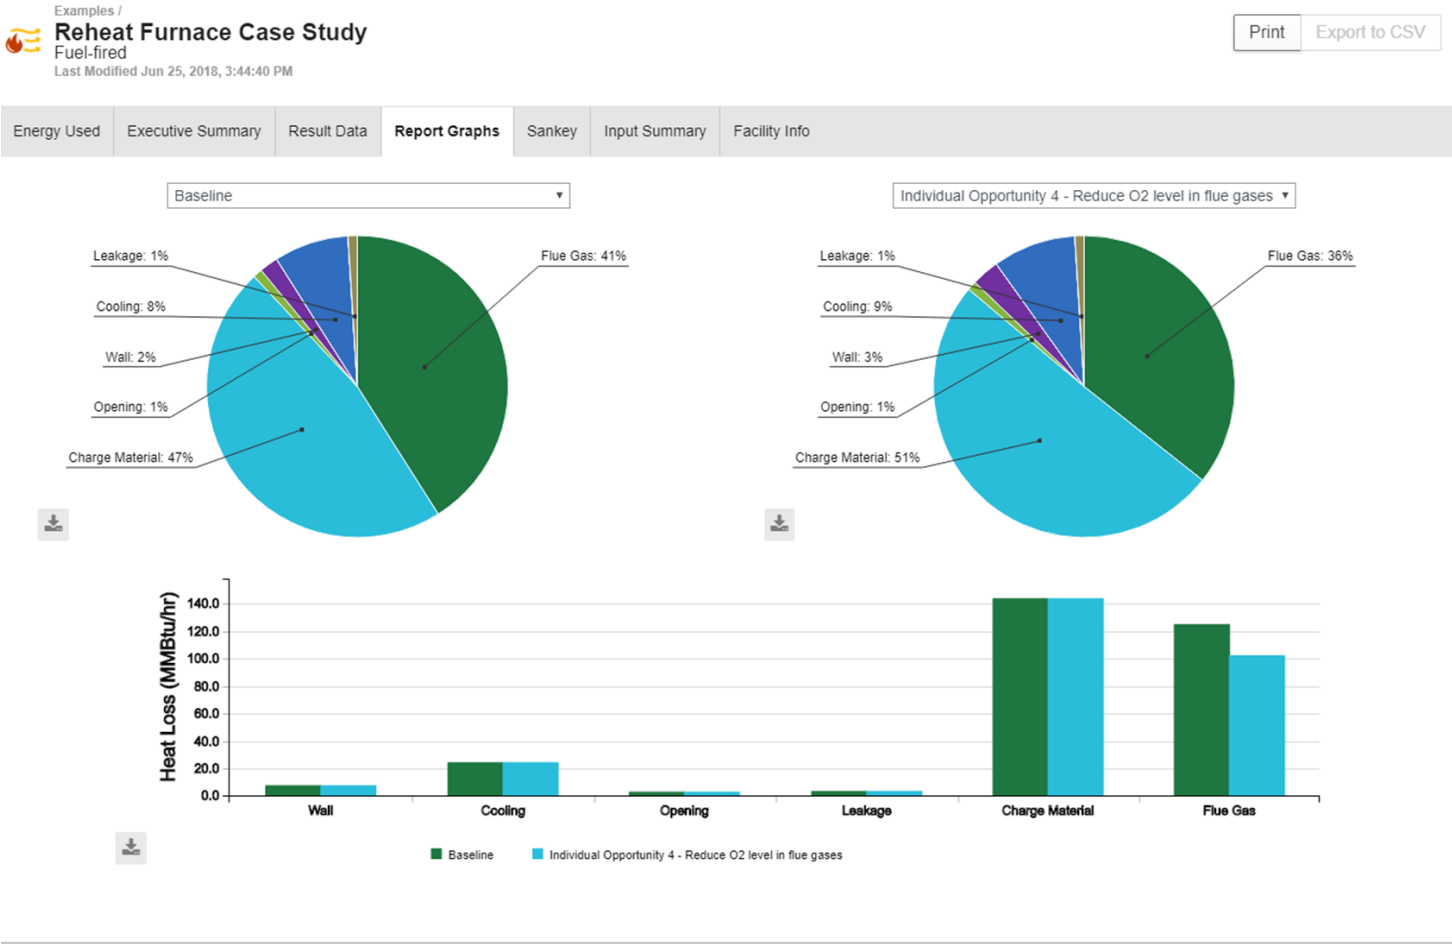 Examples /
Reheat Furnace Case Study
Fuel-fired
Last Modified Jun 25, 2018, 3:44:40 PM
Print
Export to CSV
Energy Used
Executive Summary
Result Data
Report Graphs
Sankey
Input Summary
Facility Info
Baseline
Leakage: 1%
Flue Gas: 41%
Cooling: 8%
Wall: 2%
Opening: 1%
Charge Material: 47%
Individual Opportunity 4 - Reduce O2 level in flue gases
Leakage: 1%
Flue Gas: 36%
Cooling: 9%
Wall: 3%
Opening: 1%
Charge Material: 51%
Heat Loss (MMBtu/hr)
140.0
120.0
100.0
80.0
60.0
40.0
20.0
0.0
Wall
Cooling
Opening
Leakage
Charge Material
Flue Gas
Baseline
Individual Opportunity 4 - Reduce O2 level in flue gases